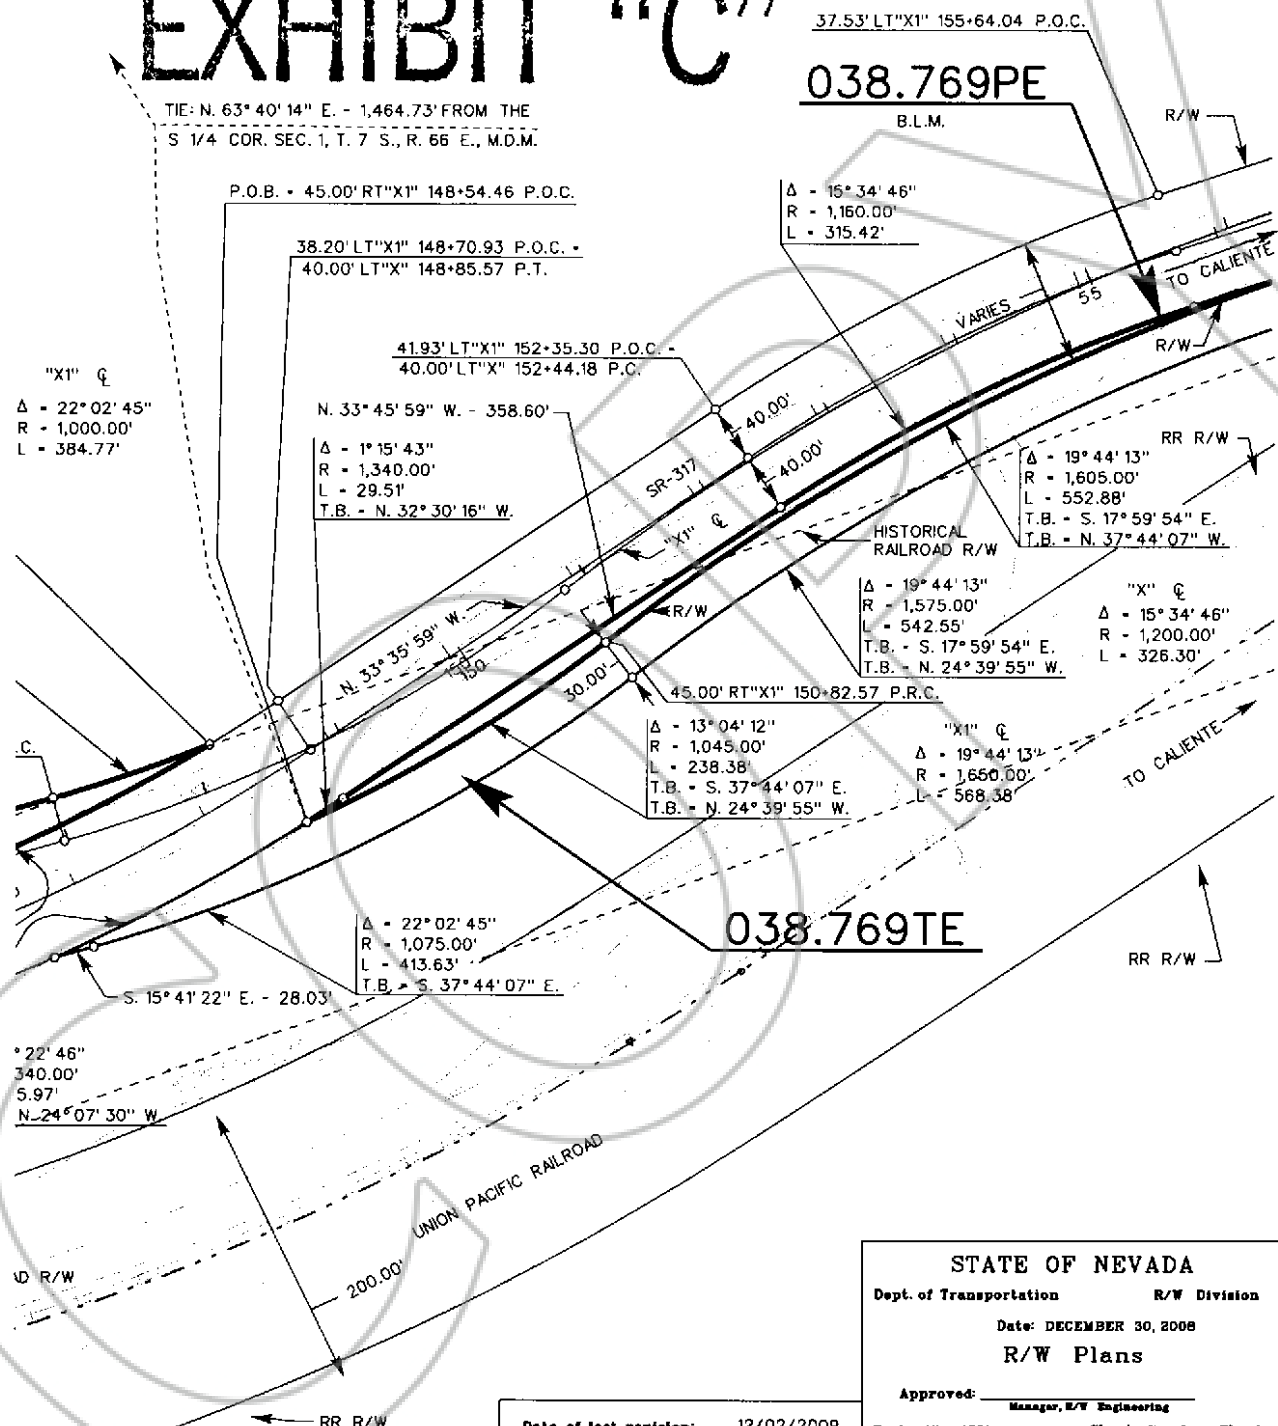 EXHIBIT "C"
37.53' LT"X1" 155+64.04 P.O.C.
038.769PE
B.L.M.
R/W
TIE: N. 63° 40' 14" E. - 1,464.73' FROM THE
S 1/4 COR. SEC. 1, T. 7 S., R. 66 E., M.D.M.
P.O.B. = 45.00' RT"X1" 148+54.46 P.O.C.
Δ = 15° 34' 46"
R = 1,160.00'
L = 315.42'
38.20' LT"X1" 148+70.93 P.O.C. =
40.00' LT"X" 148+85.57 P.T.
TO CALIENTE
VARIES
55
R/W
41.93' LT"X1" 152+35.30 P.O.C. =
40.00' LT"X" 152+44.18 P.C.
"X1" ℄
Δ = 22° 02' 45"
R = 1,000.00'
L = 384.77'
N. 33° 45' 59" W. - 358.60'
40.00'
40.00'
Δ = 1° 15' 43"
R = 1,340.00'
L = 29.51'
T.B. = N. 32° 30' 16" W.
SR-317
RR R/W
Δ = 19° 44' 13"
R = 1,605.00'
L = 552.88'
T.B. = S. 17° 59' 54" E.
T.B. = N. 37° 44' 07" W.
"X1" ℄
HISTORICAL
RAILROAD R/W
Δ = 19° 44' 13"
R = 1,575.00'
L = 542.55'
T.B. = S. 17° 59' 54" E.
T.B. = N. 24° 39' 55" W.
"X" ℄
Δ = 15° 34' 46"
R = 1,200.00'
L = 326.30'
R/W
N. 33° 35' 59" W.
150
30.00'
45.00' RT"X1" 150+82.57 P.R.C.
Δ = 13° 04' 12"
R = 1,045.00'
L = 238.38'
T.B. = S. 37° 44' 07" E.
T.B. = N. 24° 39' 55" W.
"X1" ℄
Δ = 19° 44' 13"
R = 1,650.00'
L = 568.38'
TO CALIENTE
.C.
038.769TE
Δ = 22° 02' 45"
R = 1,075.00'
L = 413.63'
T.B. = S. 37° 44' 07" E.
RR R/W
S. 15° 41' 22" E. - 28.03'
° 22' 46"
340.00'
5.97'
N. 24° 07' 30" W.
UNION PACIFIC RAILROAD
200.00'
AD R/W
RR R/W
STATE OF NEVADA
Dept. of Transportation R/W Division
Date: DECEMBER 30, 2008
R/W Plans
Approved:
Manager, R/W Engineering
Date of last revision: 12/02/2009